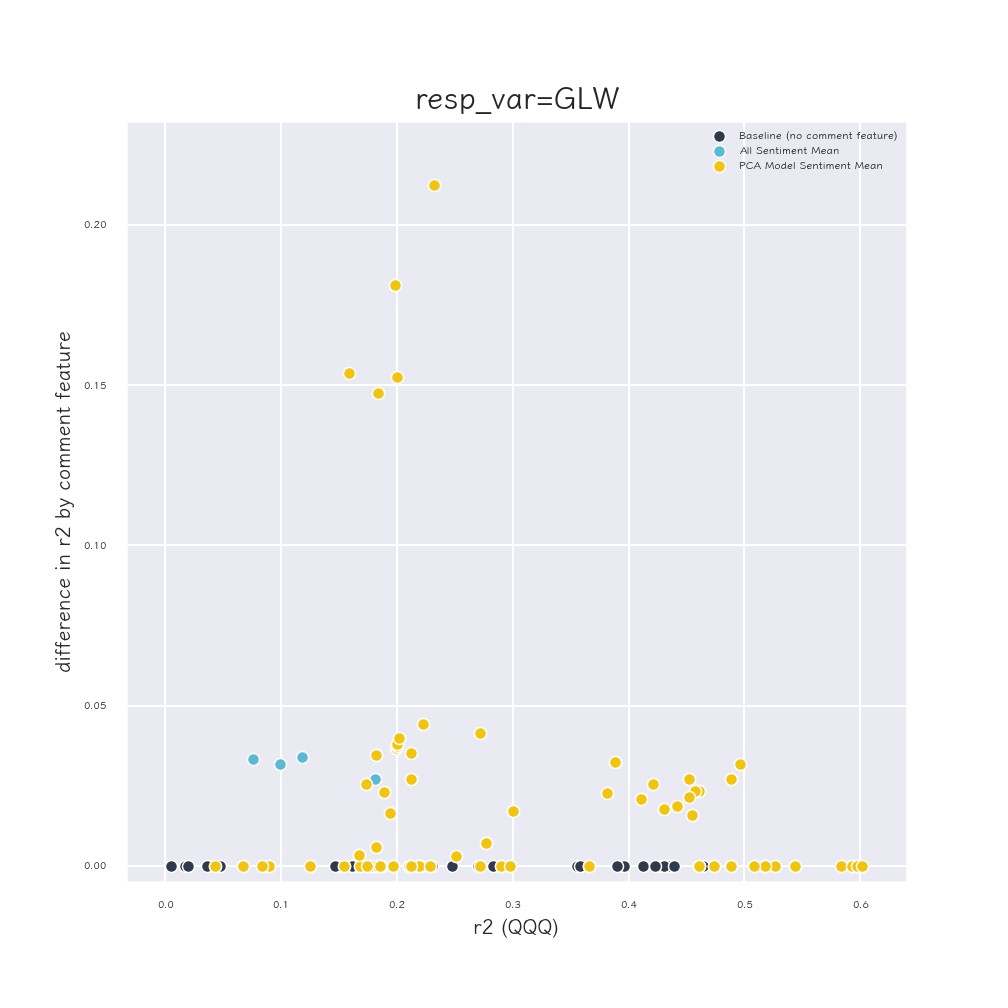 resp_var=GLW
Baseline (no comment feature)
All Sentiment Mean
PCA Model Sentiment Mean
difference in r2 by comment feature
0.20
0.15
0.10
0.05
0.00
0.0 0.1 0.2 0.3 0.4 0.5 0.6
r2 (QQQ)